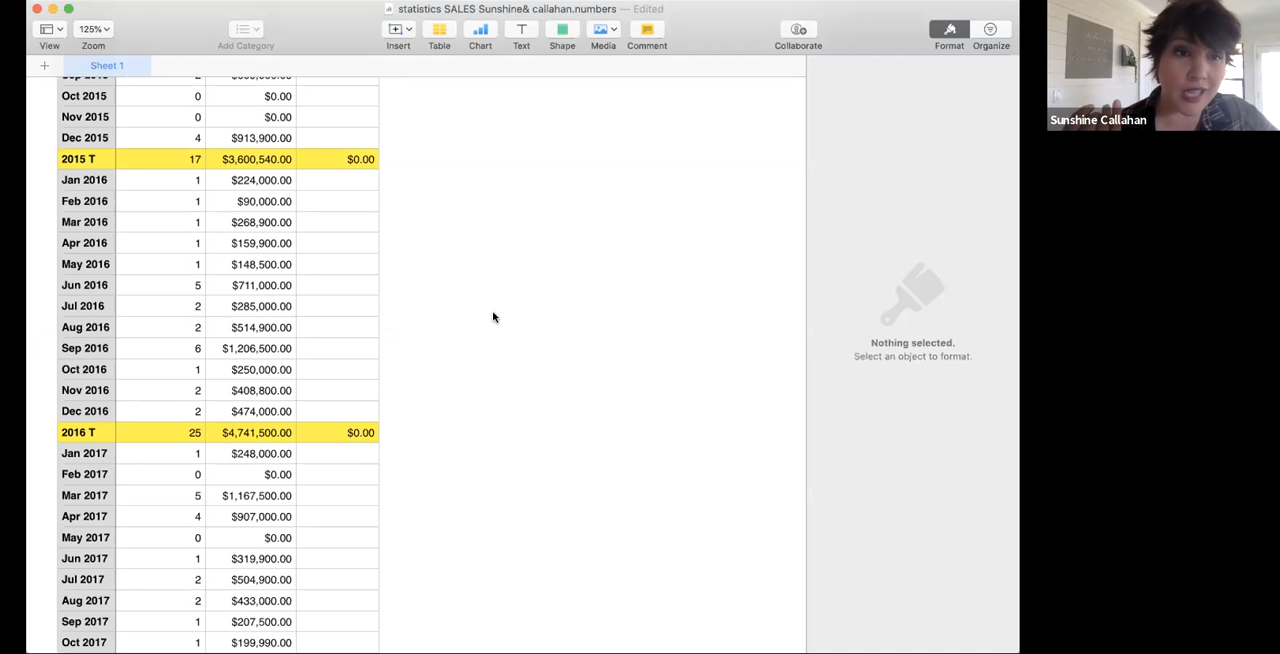 statistics SALES Sunshine& callahan.numbers — Edited
125%
View Zoom Add Category Insert Table Chart Text Shape Media Comment Collaborate Format Organize
Sheet 1
Oct 2015 0 $0.00
Nov 2015 0 $0.00
Dec 2015 4 $913,900.00
2015 T 17 $3,600,540.00 $0.00
Jan 2016 1 $224,000.00
Feb 2016 1 $90,000.00
Mar 2016 1 $268,900.00
Apr 2016 1 $159,900.00
May 2016 1 $148,500.00
Jun 2016 5 $711,000.00
Jul 2016 2 $285,000.00
Aug 2016 2 $514,900.00
Sep 2016 6 $1,206,500.00
Oct 2016 1 $250,000.00
Nov 2016 2 $408,800.00
Dec 2016 2 $474,000.00
2016 T 25 $4,741,500.00 $0.00
Jan 2017 1 $248,000.00
Feb 2017 0 $0.00
Mar 2017 5 $1,167,500.00
Apr 2017 4 $907,000.00
May 2017 0 $0.00
Jun 2017 1 $319,900.00
Jul 2017 2 $504,900.00
Aug 2017 2 $433,000.00
Sep 2017 1 $207,500.00
Oct 2017 1 $199,990.00
Nothing selected.
Select an object to format.
Sunshine Callahan